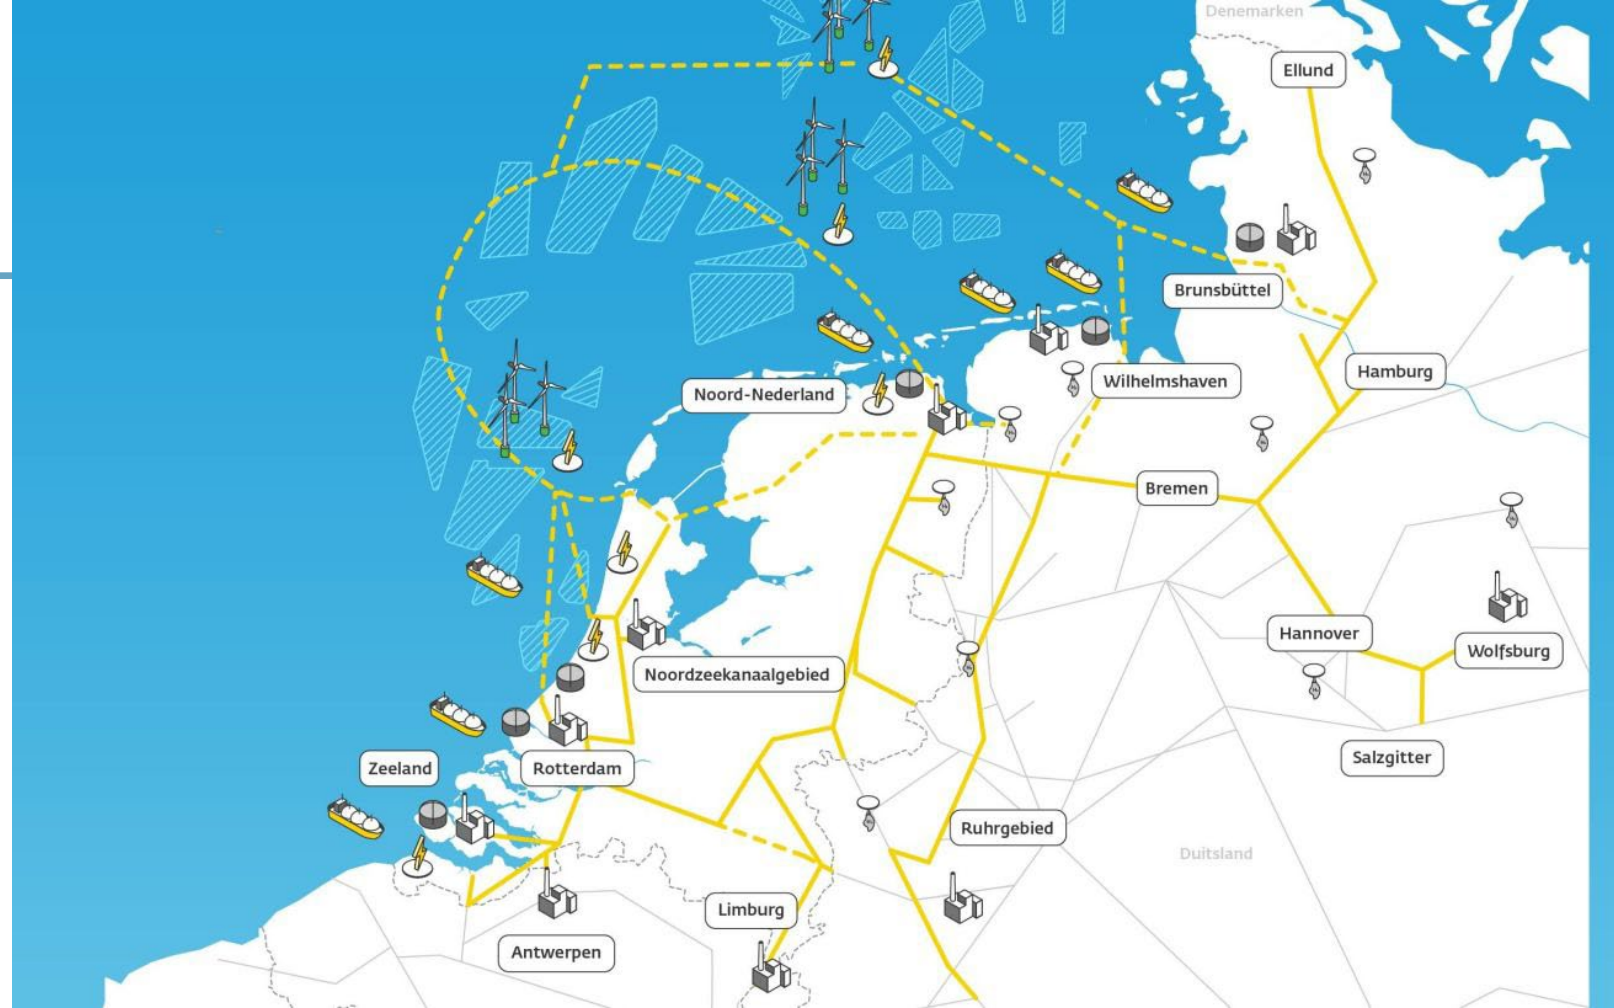 Denemarken
Ellund
Brunsbüttel
Hamburg
Wilhelmshaven
Noord-Nederland
Bremen
Hannover
Wolfsburg
Noordzeekanaalgebied
Salzgitter
Zeeland
Rotterdam
Ruhrgebied
Duitsland
Limburg
Antwerpen